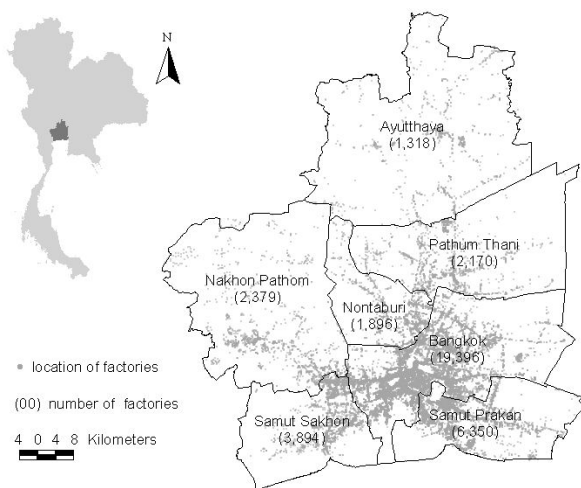 N
Ayutthaya
(1,318)
Pathum Thani
(2,170)
Nakhon Pathom
(2,379)
Nontaburi
(1,896)
Bangkok
(19,396)
location of factories
(00) number of factories
Samut Sakhon
(3,894)
Samut Prakan
(6,350)
4 0 4 8 Kilometers